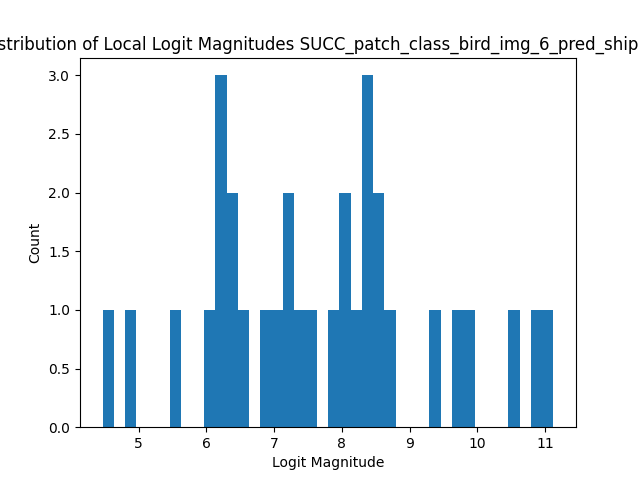 stribution of Local Logit Magnitudes SUCC_patch_class_bird_img_6_pred_ship
3.0
2.5
2.0
1.5
1.0
0.5
0.0
Count
5 6 7 8 9 10 11
Logit Magnitude